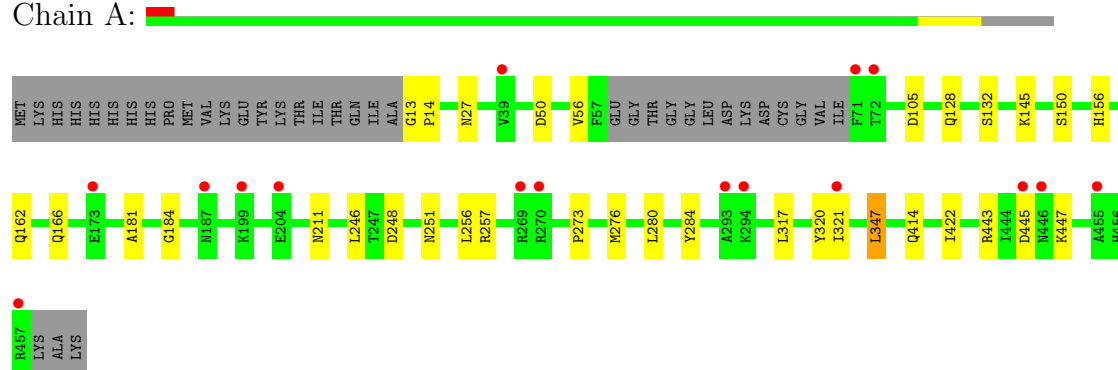 Chain A:
MET LYS HIS HIS HIS HIS HIS HIS HIS PRO MET VAL LYS GLU TYR LYS THR ILE THR THR GLN ILE ALA G13 P14 N27 V39 D50 V56 F57 GLU GLY THR GLY GLY LEU ASP LYS ASP CYS GLY VAL ILE F71 T72 D105 Q128 S132 K145 S150 H156
Q162 Q166 E173 A181 G184 N187 K199 E204 N211 L246 T247 D248 N251 L256 R257 R269 R270 P273 M276 L280 Y284 A293 K294 L317 Y320 I321 L347 Q414 I422 R443 I444 D445 N446 K447 A455 H456
R457 LYS ALA LYS